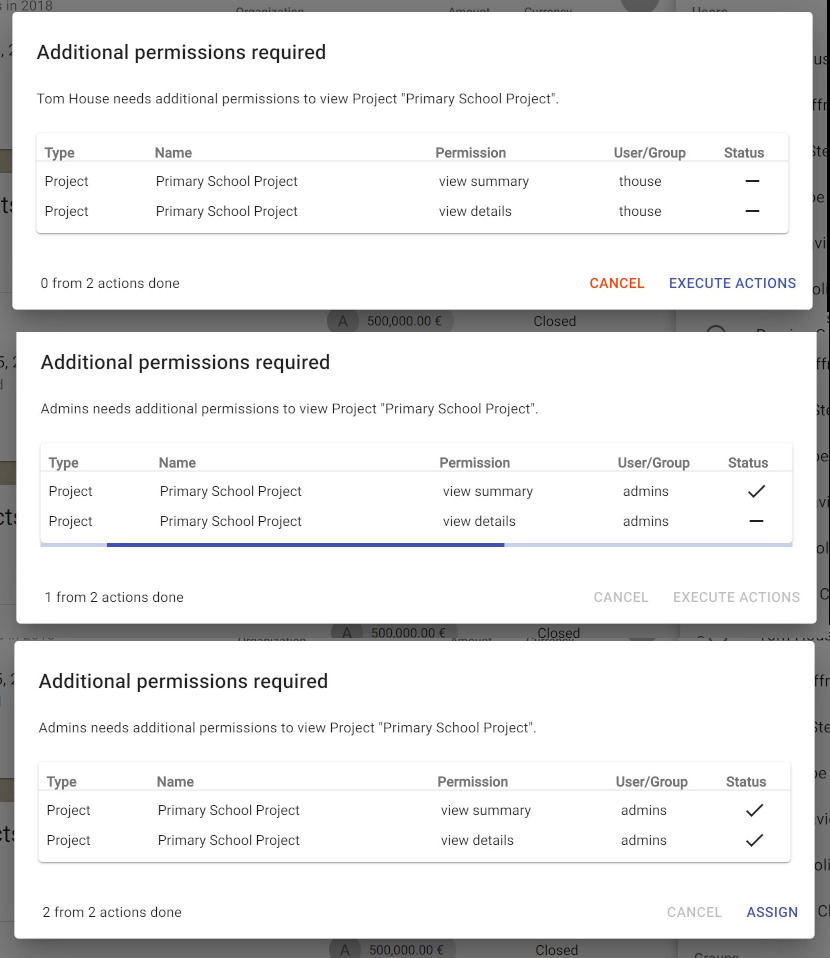 s in 2018 Organization Amount Currency Users
Additional permissions required
Tom House needs additional permissions to view Project "Primary School Project".
Type Name Permission User/Group Status
Project Primary School Project view summary thouse —
Project Primary School Project view details thouse —
0 from 2 actions done CANCEL EXECUTE ACTIONS
A 500,000.00 € Closed
Additional permissions required
Admins needs additional permissions to view Project "Primary School Project".
Type Name Permission User/Group Status
Project Primary School Project view summary admins ✓
Project Primary School Project view details admins —
1 from 2 actions done CANCEL EXECUTE ACTIONS
A 500,000.00 € Closed
Additional permissions required
Admins needs additional permissions to view Project "Primary School Project".
Type Name Permission User/Group Status
Project Primary School Project view summary admins ✓
Project Primary School Project view details admins ✓
2 from 2 actions done CANCEL ASSIGN
A 500,000.00 € Closed